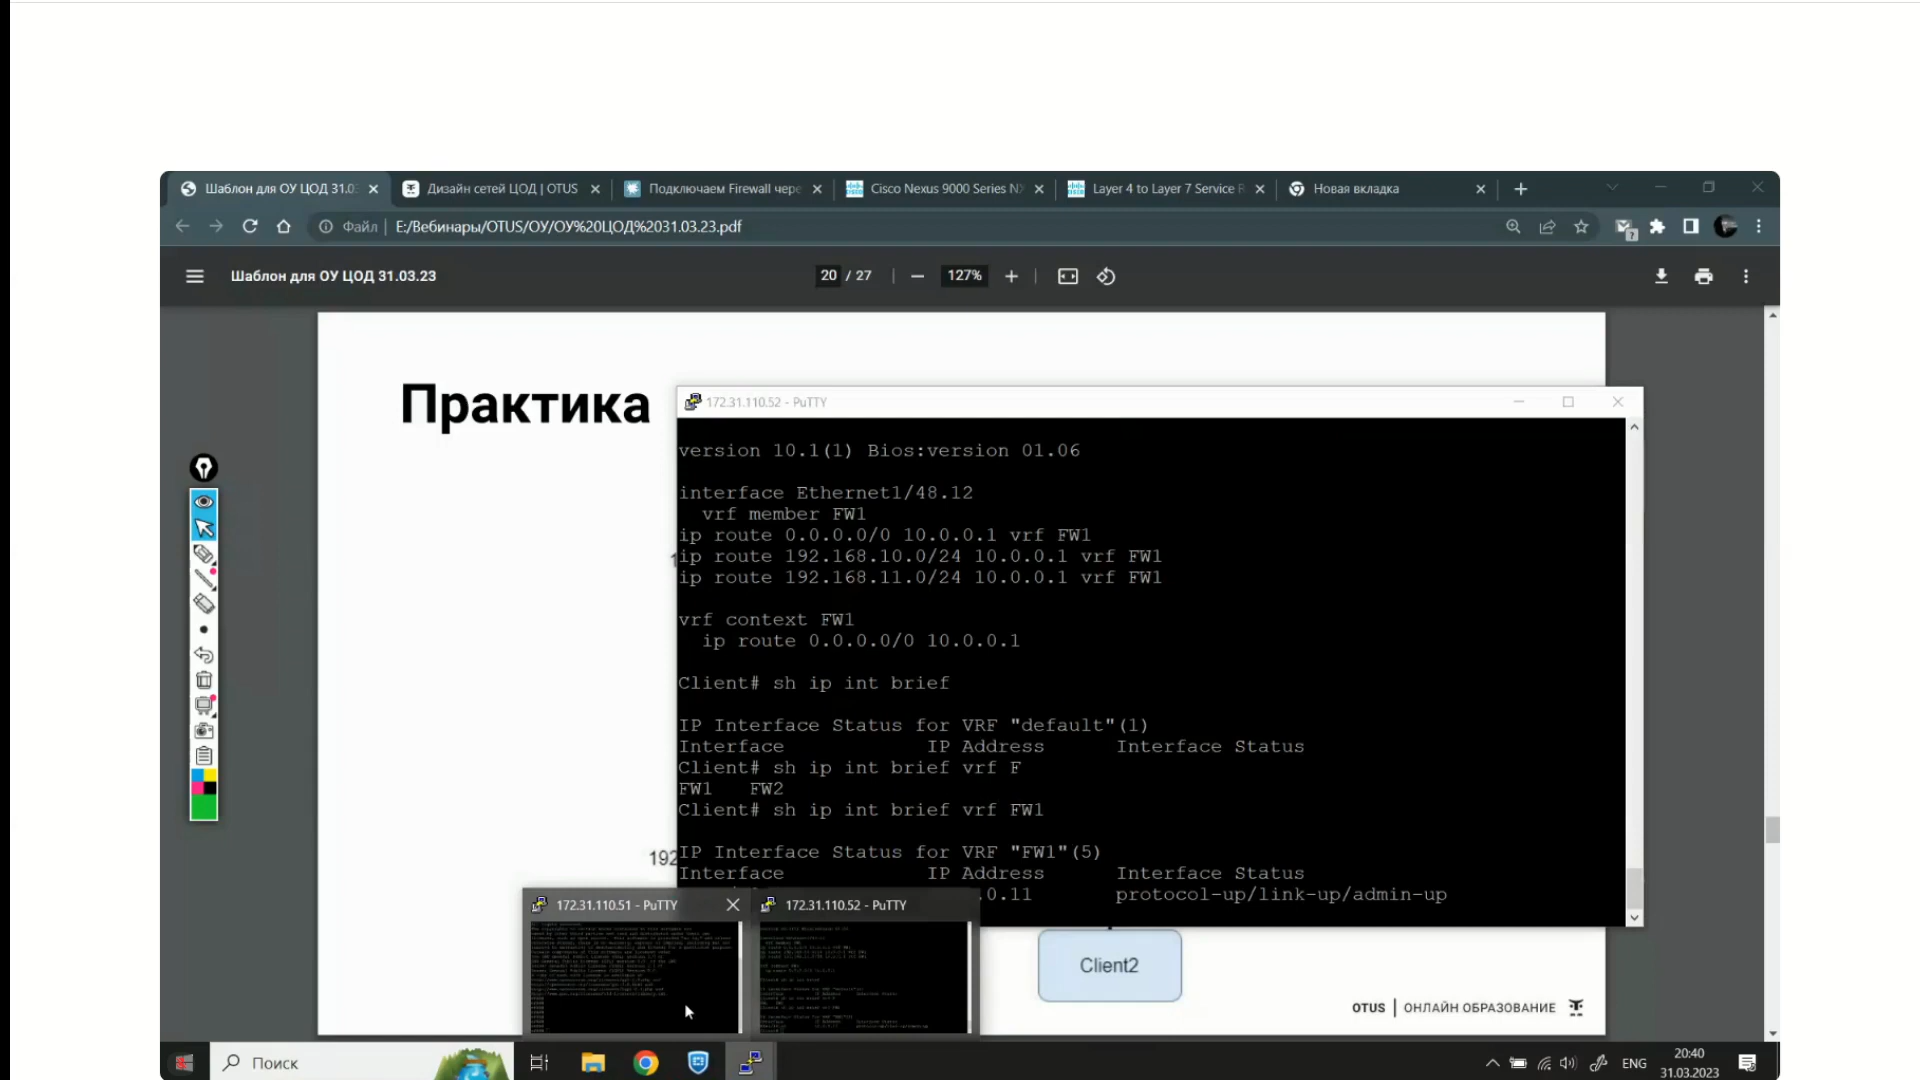 Шаблон для ОУ ЦОД 31.0
Дизайн сетей ЦОД | OTUS
Подключаем Firewall чере
Cisco Nexus 9000 Series N
Layer 4 to Layer 7 Service R
Новая вкладка
Файл
E:/Вебинары/OTUS/ОУ/ОУ%20ЦОД%2031.03.23.pdf
Шаблон для ОУ ЦОД 31.03.23
20 / 27
127%
Практика
172.31.110.52 - PuTTY
version 10.1(1) Bios:version 01.06
interface Ethernet1/48.12
vrf member FW1
ip route 0.0.0.0/0 10.0.0.1 vrf FW1
ip route 192.168.10.0/24 10.0.0.1 vrf FW1
ip route 192.168.11.0/24 10.0.0.1 vrf FW1
vrf context FW1
ip route 0.0.0.0/0 10.0.0.1
Client# sh ip int brief
IP Interface Status for VRF "default"(1)
Interface IP Address Interface Status
Client# sh ip int brief vrf F
FW1 FW2
Client# sh ip int brief vrf FW1
192
IP Interface Status for VRF "FW1"(5)
Interface IP Address Interface Status
.0.11 protocol-up/link-up/admin-up
172.31.110.51 - PuTTY
172.31.110.52 - PuTTY
Client2
OTUS | ОНЛАЙН ОБРАЗОВАНИЕ
Поиск
ENG
20:40
31.03.2023